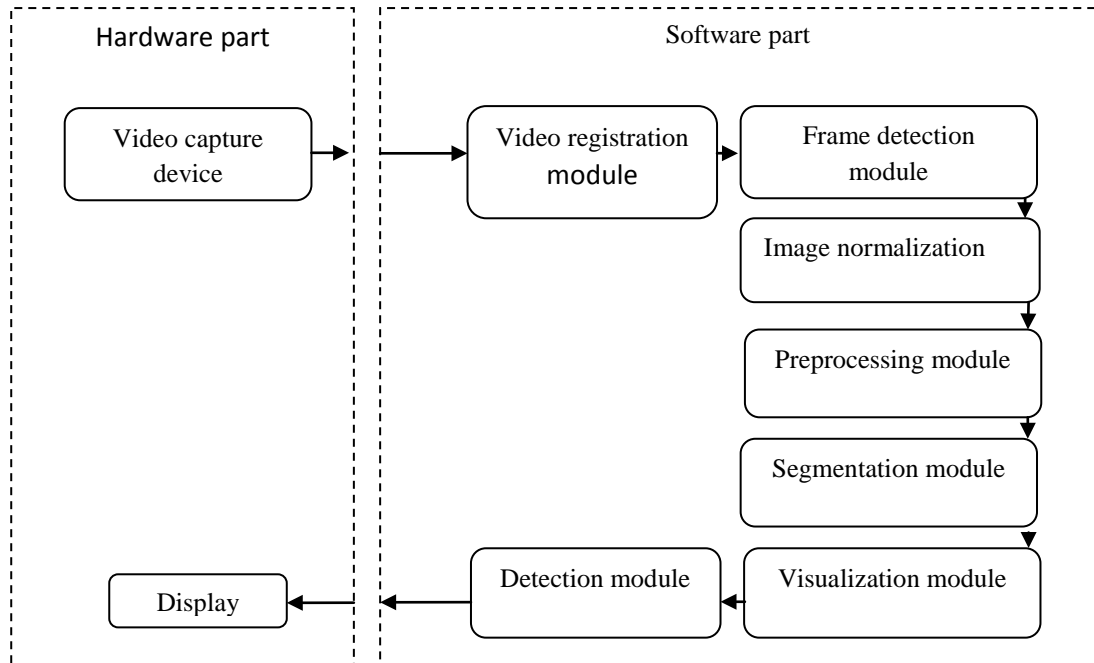 Hardware part
Software part
Video capture
device
Video registration
module
Frame detection
module
Image normalization
Preprocessing module
Segmentation module
Visualization module
Detection module
Display